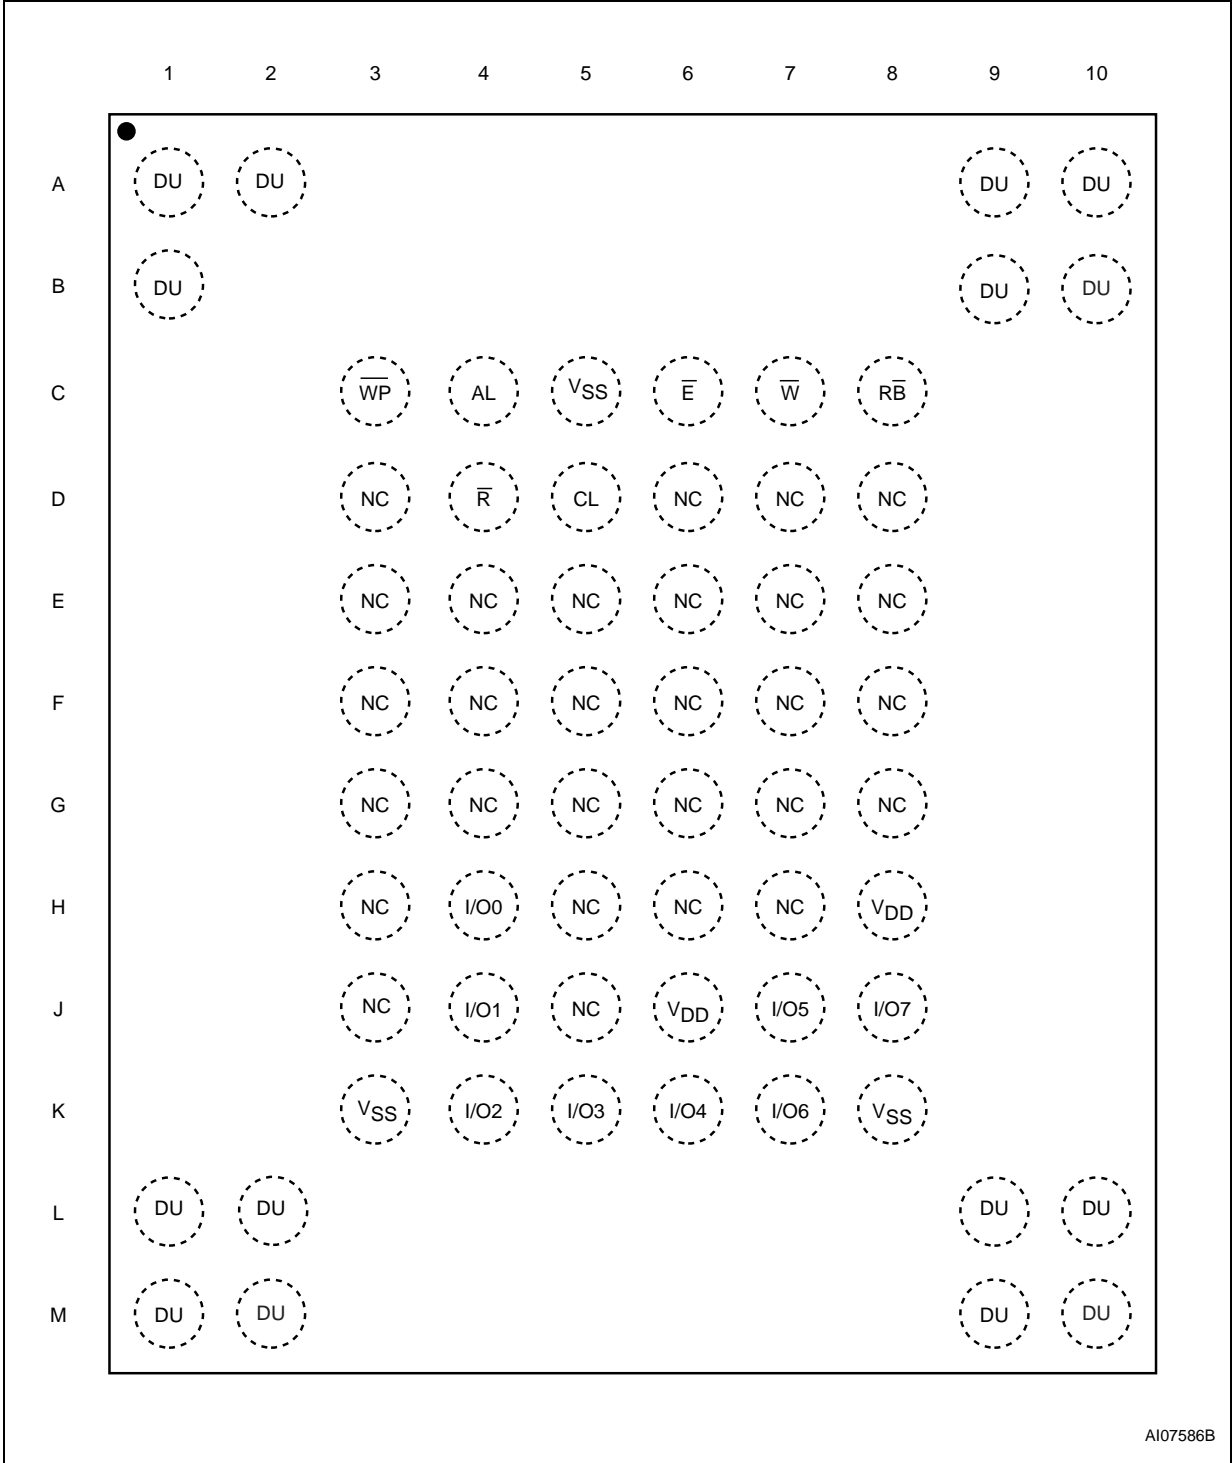 1 2 3 4 5 6 7 8 9 10
A DU DU DU DU
B DU DU DU
C W̅P̅ AL VSS E̅ W̅ RB̅
D NC R̅ CL NC NC NC
E NC NC NC NC NC NC
F NC NC NC NC NC NC
G NC NC NC NC NC NC
H NC I/O0 NC NC NC VDD
J NC I/O1 NC VDD I/O5 I/O7
K VSS I/O2 I/O3 I/O4 I/O6 VSS
L DU DU DU DU
M DU DU DU DU
AI07586B